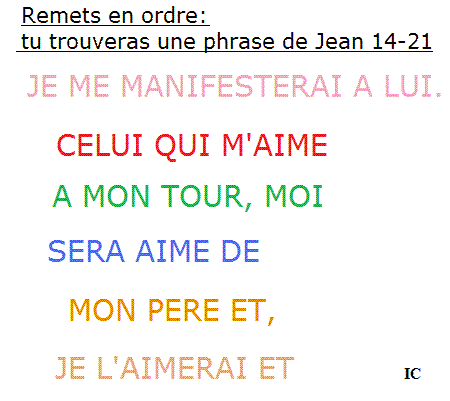 Remets en ordre:
tu trouveras une phrase de Jean 14-21
JE ME MANIFESTERAI A LUI.
CELUI QUI M'AIME
A MON TOUR, MOI
SERA AIME DE
MON PERE ET,
JE L'AIMERAI ET
IC